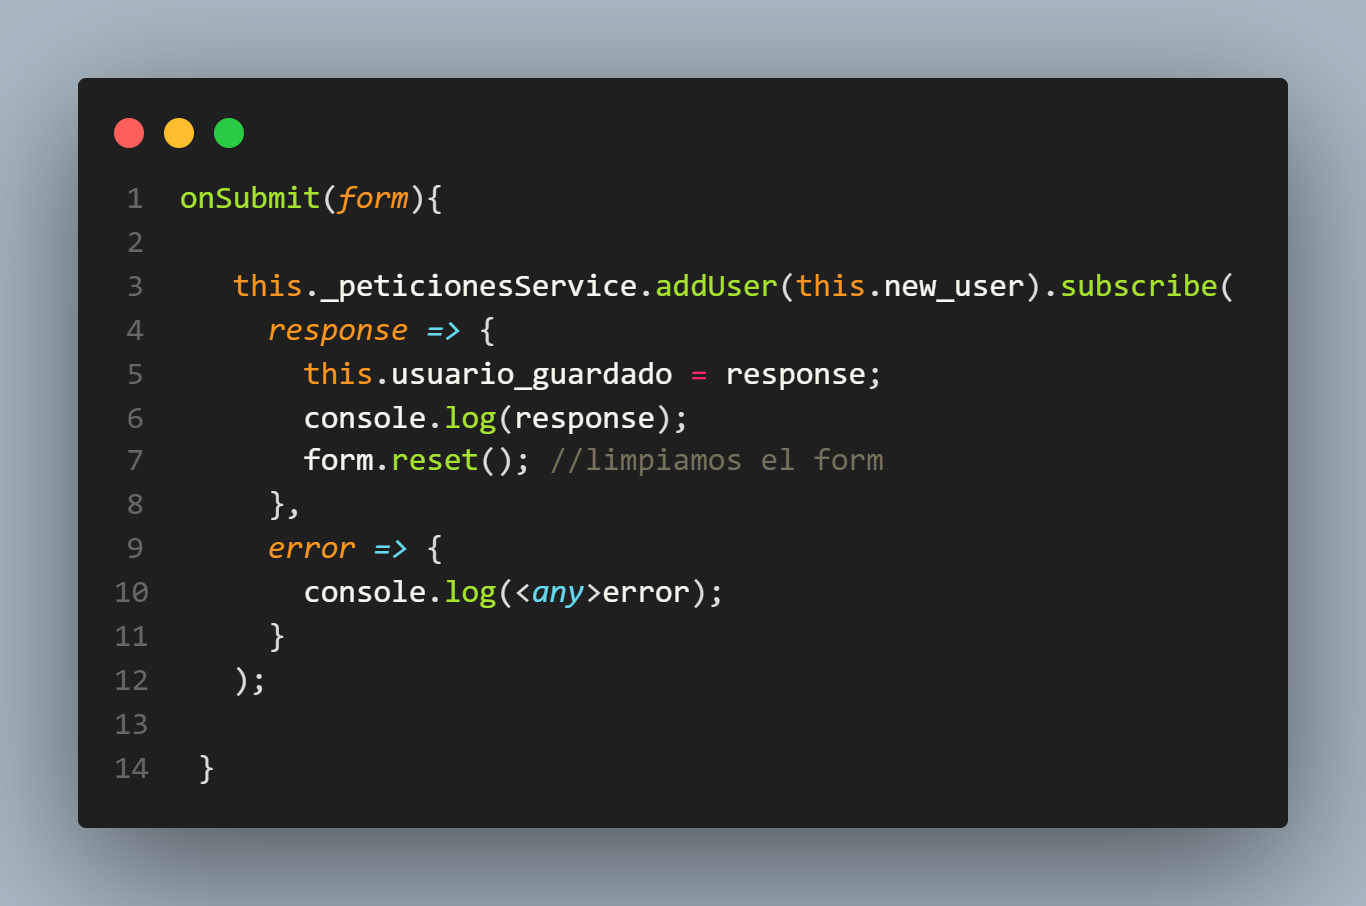 1 onSubmit(form){
2
3 this._peticionesService.addUser(this.new_user).subscribe(
4 response => {
5 this.usuario_guardado = response;
6 console.log(response);
7 form.reset(); //limpiamos el form
8 },
9 error => {
10 console.log(<any>error);
11 }
12 );
13
14 }